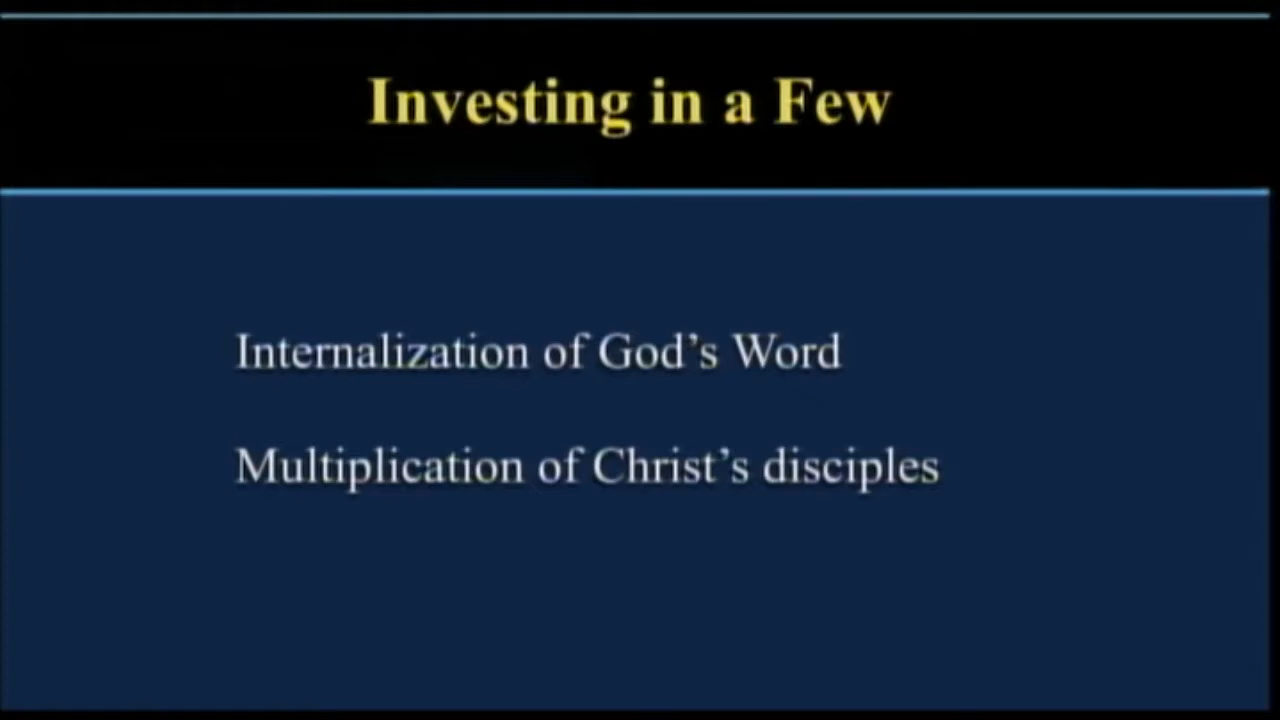 Investing in a Few
Internalization of God’s Word
Multiplication of Christ’s disciples